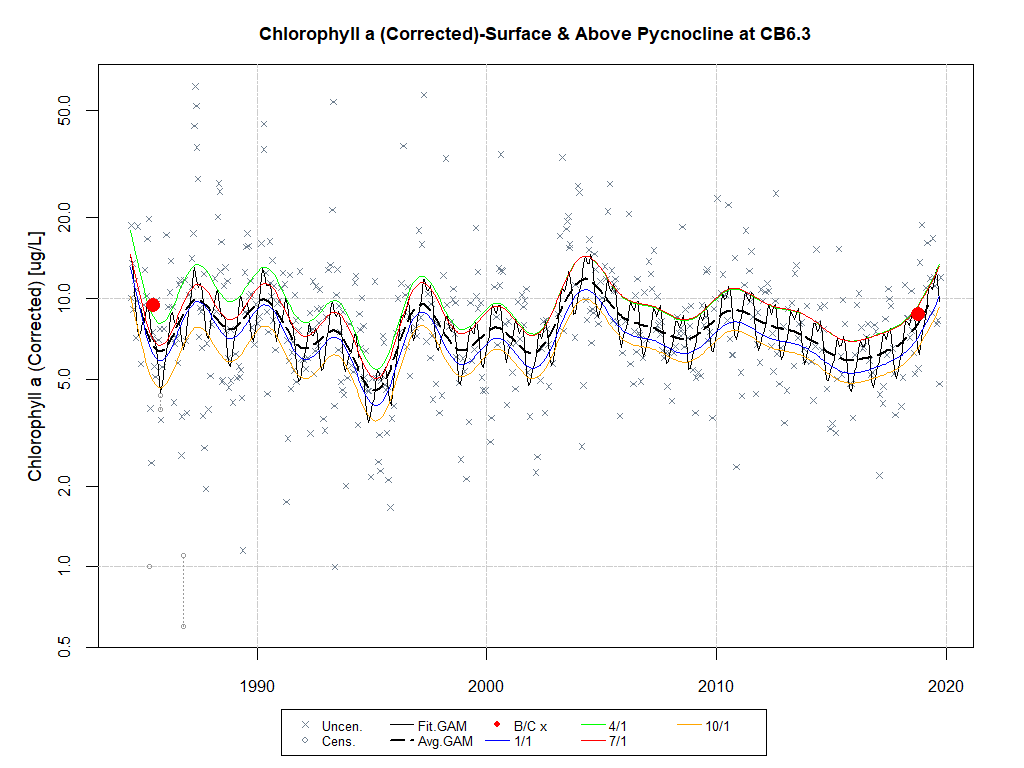 Chlorophyll a (Corrected)-Surface & Above Pycnocline at CB6.3
Chlorophyll a (Corrected) [ug/L]
50.0
20.0
10.0
5.0
2.0
1.0
0.5
1990 2000 2010 2020
Uncen. Fit.GAM B/C x 4/1 10/1
Cens. Avg.GAM 1/1 7/1